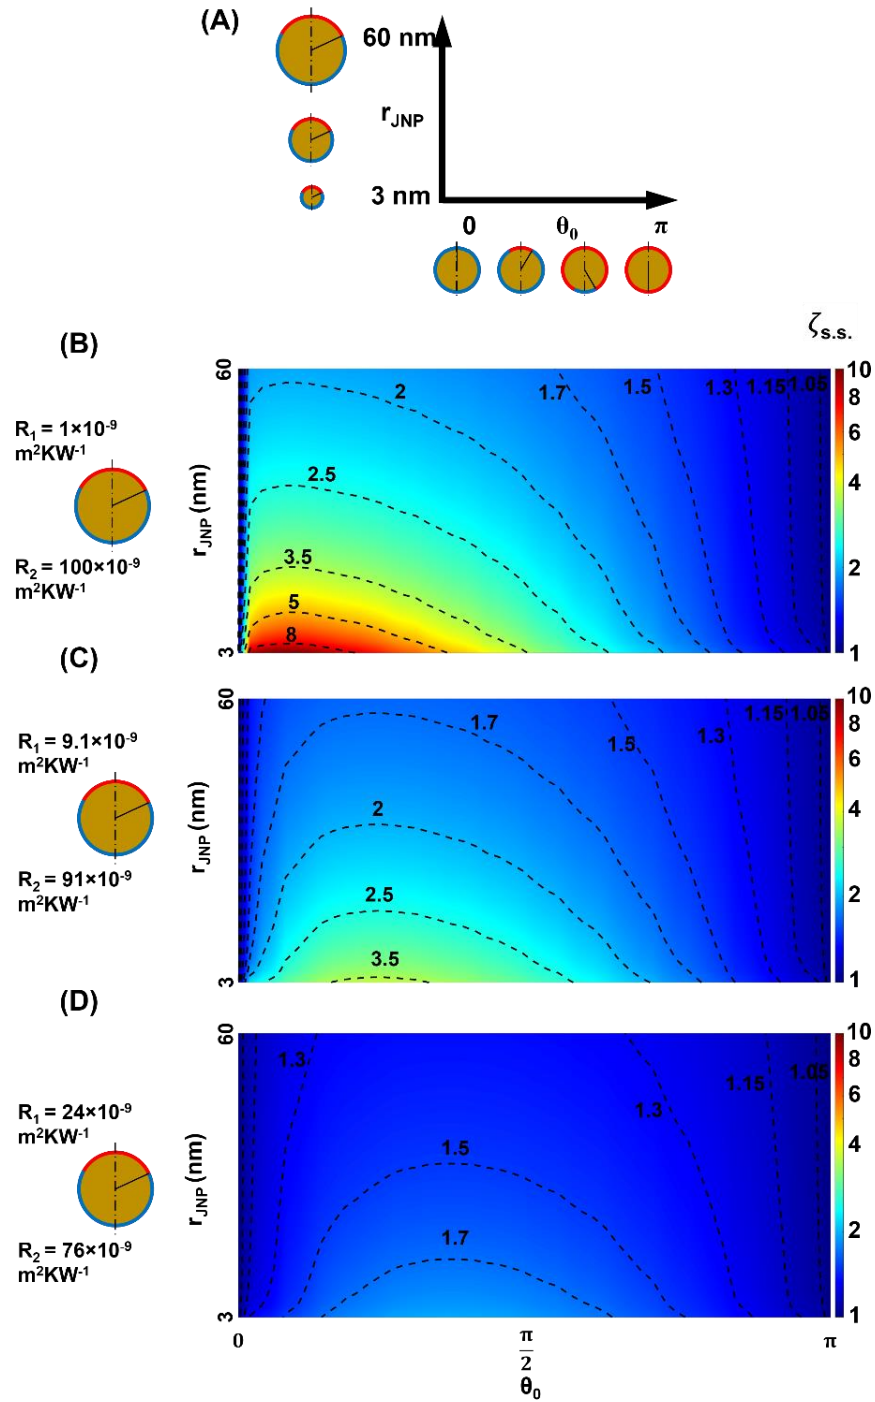 (A)
60 nm
r_JNP
3 nm
0 θ₀ π
ζ_s.s.
(B)
R₁ = 1×10⁻⁹
m²KW⁻¹
R₂ = 100×10⁻⁹
m²KW⁻¹
60
r_JNP (nm)
3
2
1.7
1.5
1.3
1.15
1.05
2.5
3.5
5
8
10
8
6
4
2
1
(C)
R₁ = 9.1×10⁻⁹
m²KW⁻¹
R₂ = 91×10⁻⁹
m²KW⁻¹
60
r_JNP (nm)
3
1.7
1.5
1.3
1.15
1.05
2
2.5
3.5
10
8
6
4
2
1
(D)
R₁ = 24×10⁻⁹
m²KW⁻¹
R₂ = 76×10⁻⁹
m²KW⁻¹
60
r_JNP (nm)
3
1.3
1.5
1.7
1.3
1.15
1.05
10
8
6
4
2
1
0
π
2
π
θ₀